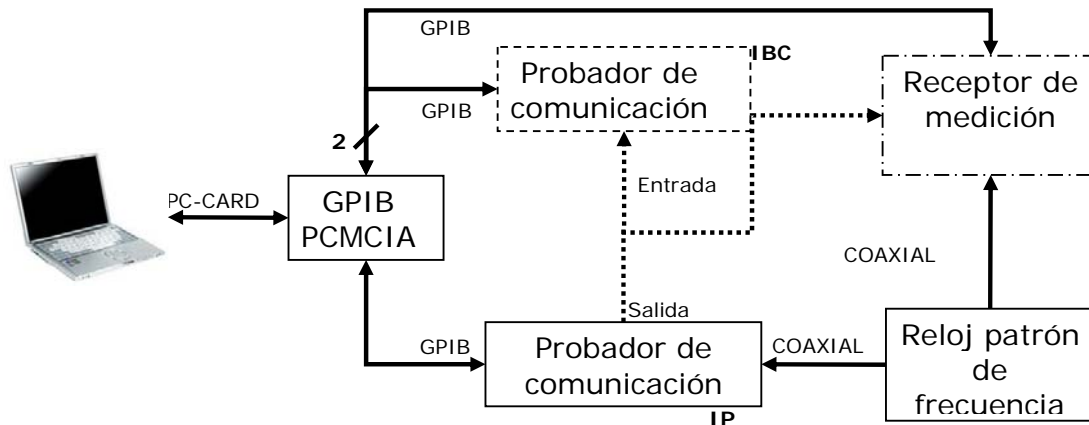 GPIB
IBC
Probador de
comunicación
Receptor de
medición
GPIB
2
Entrada
PC-CARD
GPIB
PCMCIA
COAXIAL
Salida
GPIB
Probador de
comunicación
COAXIAL
Reloj patrón
de
frecuencia
IP